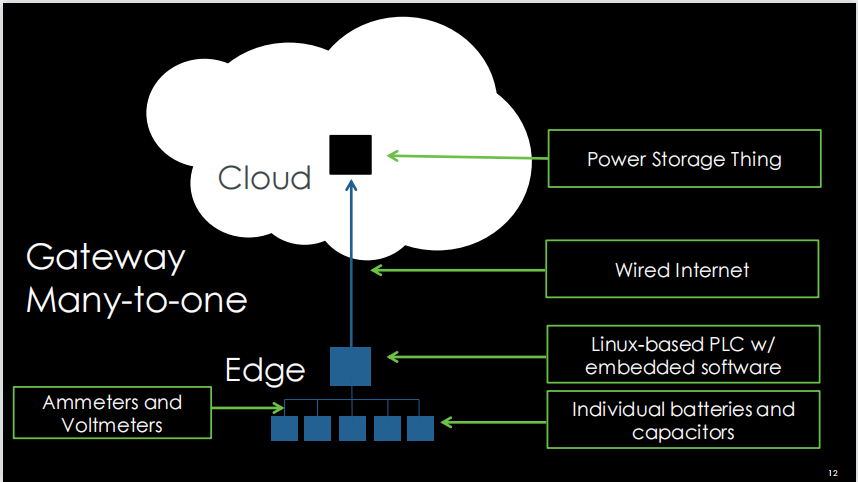 Cloud
Power Storage Thing
Gateway
Many-to-one
Wired Internet
Edge
Linux-based PLC w/
embedded software
Ammeters and
Voltmeters
Individual batteries and
capacitors
12